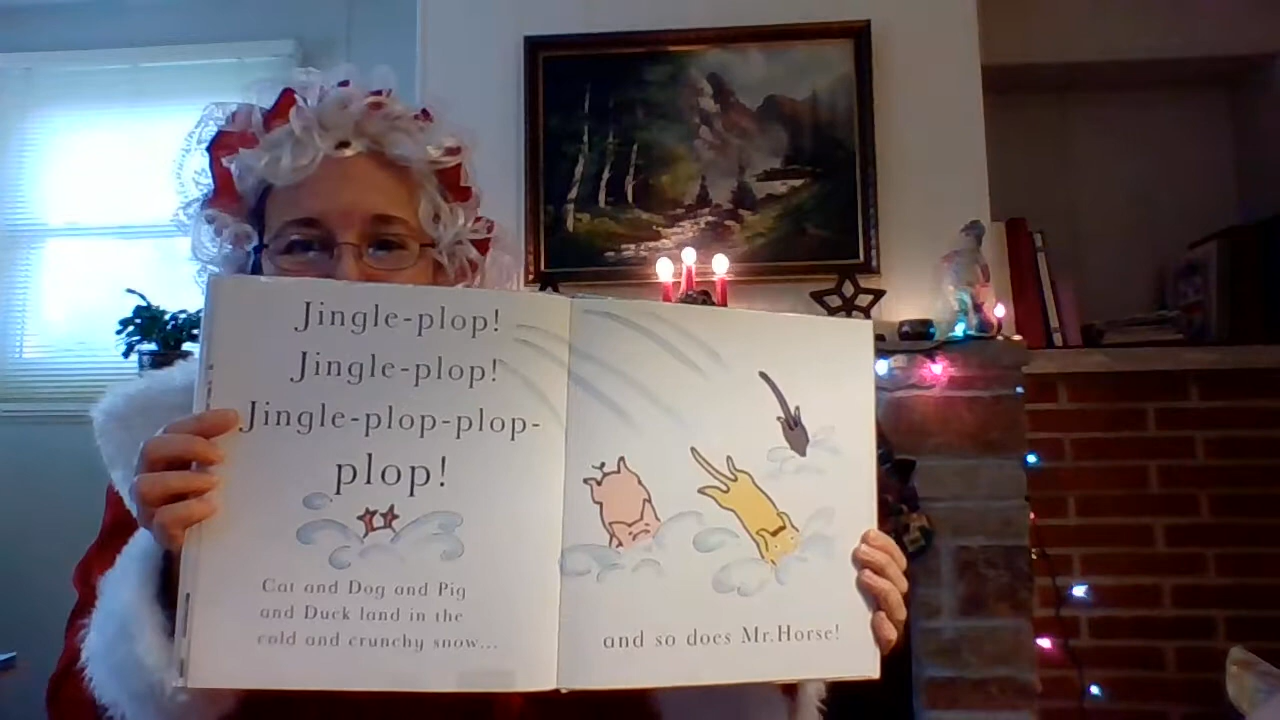 Jingle-plop!
Jingle-plop!
Jingle-plop-plop-
plop!
Cat and Dog and Pig
and Duck land in the
cold and crunchy snow...
and so does Mr. Horse!